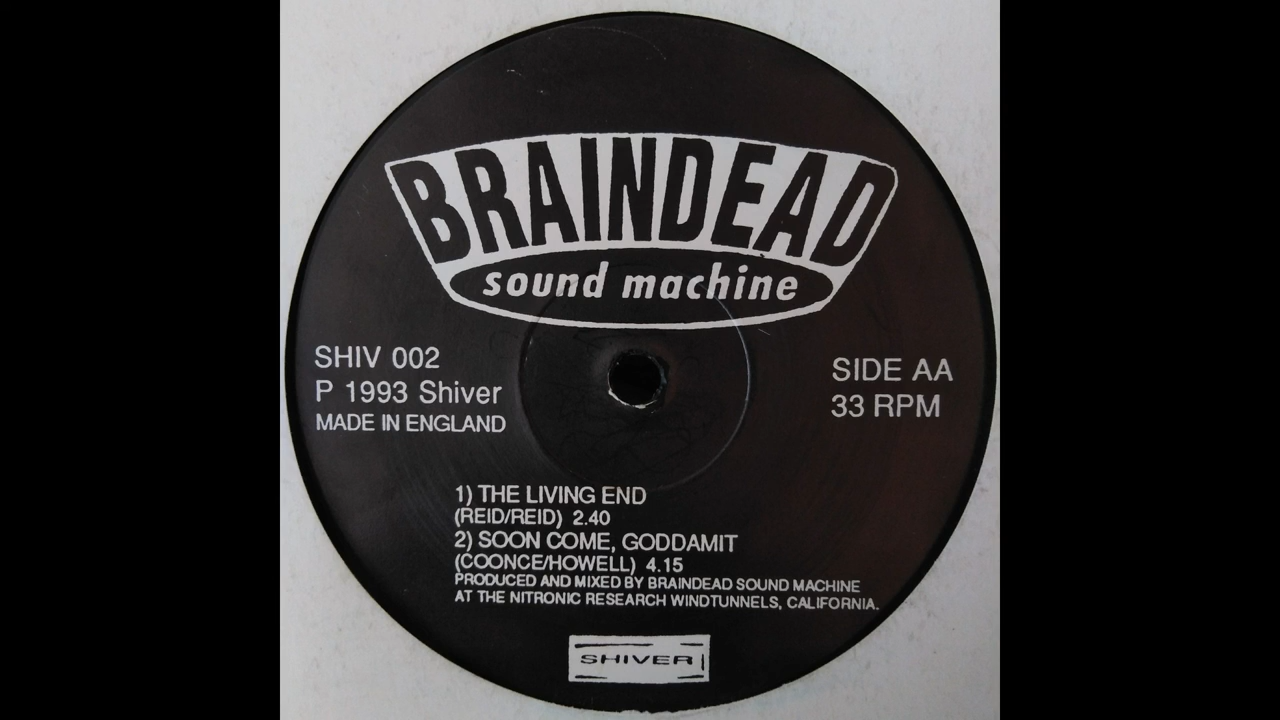 BRAINDEAD
sound machine
SHIV 002
P 1993 Shiver
MADE IN ENGLAND
SIDE AA
33 RPM
1) THE LIVING END
(REID/REID) 2.40
2) SOON COME, GODDAMIT
(COONCE/HOWELL) 4.15
PRODUCED AND MIXED BY BRAINDEAD SOUND MACHINE
AT THE NITRONIC RESEARCH WINDTUNNELS, CALIFORNIA.
SHIVER